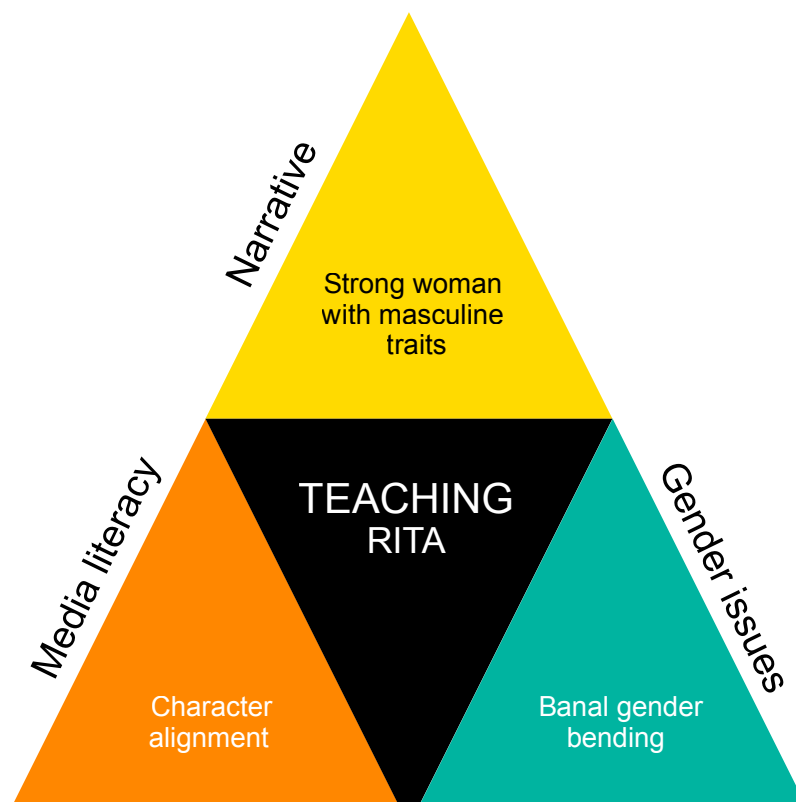 Narrative
Strong woman
with masculine
traits
Media literacy
TEACHING
RITA
Gender issues
Character
alignment
Banal gender
bending